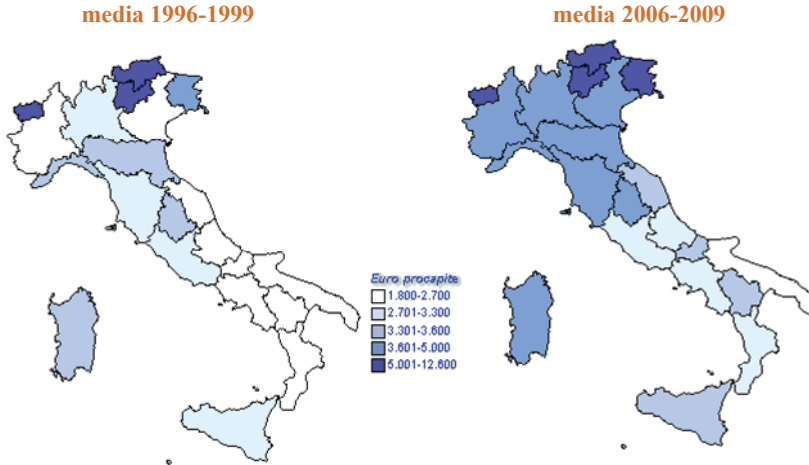 media 1996-1999
media 2006-2009
Euro procapite
1.800-2.700
2.701-3.300
3.301-3.600
3.601-5.000
5.001-12.600